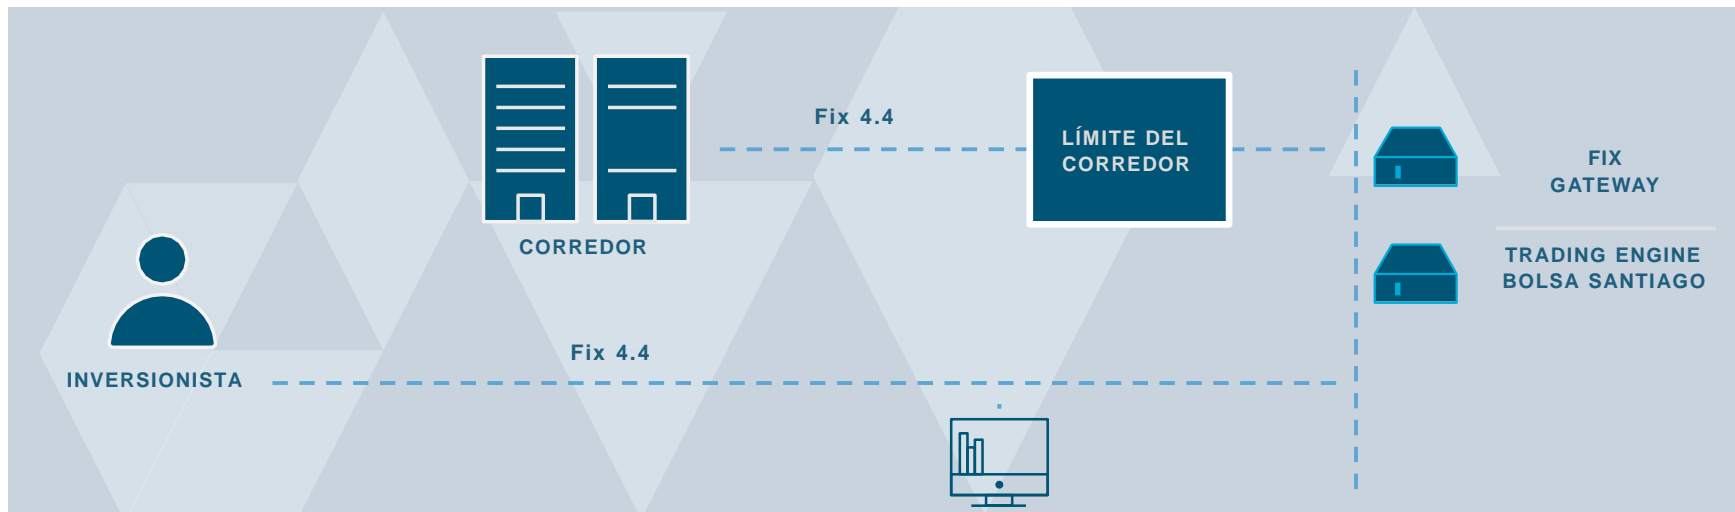 Fix 4.4
LÍMITE DEL
CORREDOR
FIX
GATEWAY
CORREDOR
TRADING ENGINE
BOLSA SANTIAGO
Fix 4.4
INVERSIONISTA